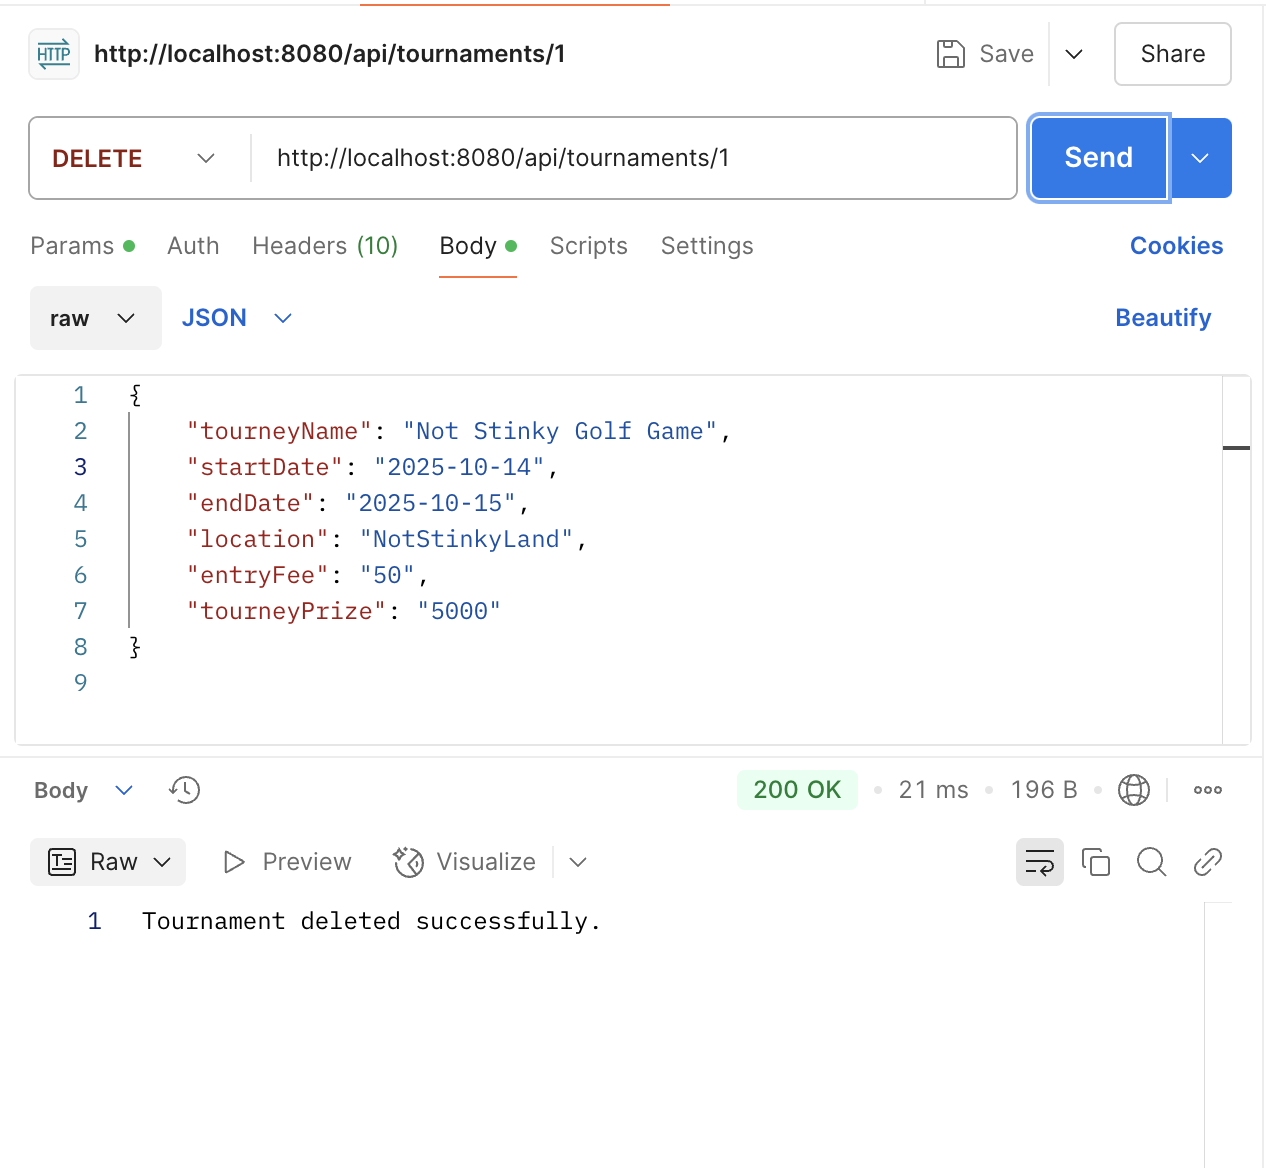 HTTP http://localhost:8080/api/tournaments/1 Save Share
DELETE http://localhost:8080/api/tournaments/1 Send
Params Auth Headers (10) Body Scripts Settings Cookies
raw JSON Beautify
1 {
2 "tourneyName": "Not Stinky Golf Game",
3 "startDate": "2025-10-14",
4 "endDate": "2025-10-15",
5 "location": "NotStinkyLand",
6 "entryFee": "50",
7 "tourneyPrize": "5000"
8 }
9
Body 200 OK • 21 ms • 196 B •
Raw Preview Visualize
1 Tournament deleted successfully.